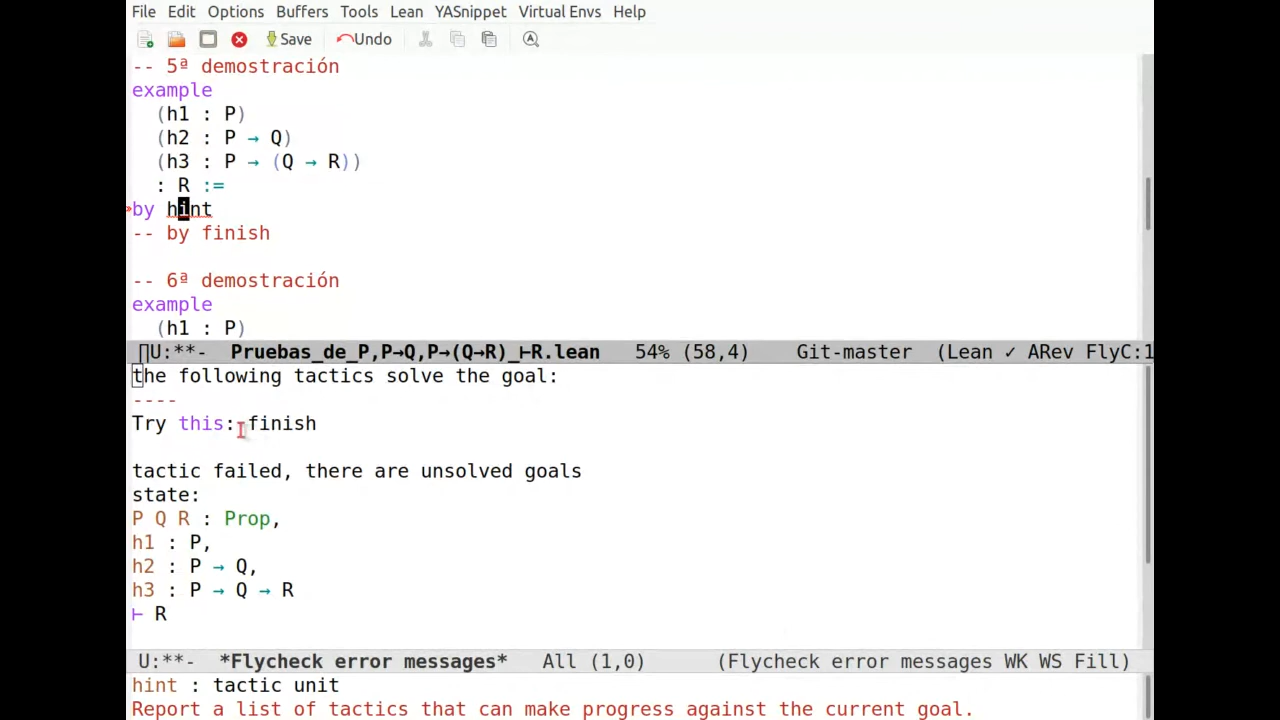 File Edit Options Buffers Tools Lean YASnippet Virtual Envs Help
Save Undo
-- 5ª demostración
example
(h1 : P)
(h2 : P → Q)
(h3 : P → (Q → R))
: R :=
by hint
-- by finish
-- 6ª demostración
example
(h1 : P)
U:**- Pruebas_de_P,P→Q,P→(Q→R)_⊢R.lean 54% (58,4) Git-master (Lean ✓ ARev FlyC:1
the following tactics solve the goal:
----
Try this: finish
tactic failed, there are unsolved goals
state:
P Q R : Prop,
h1 : P,
h2 : P → Q,
h3 : P → Q → R
⊢ R
U:**- *Flycheck error messages* All (1,0) (Flycheck error messages WK WS Fill)
hint : tactic unit
Report a list of tactics that can make progress against the current goal.